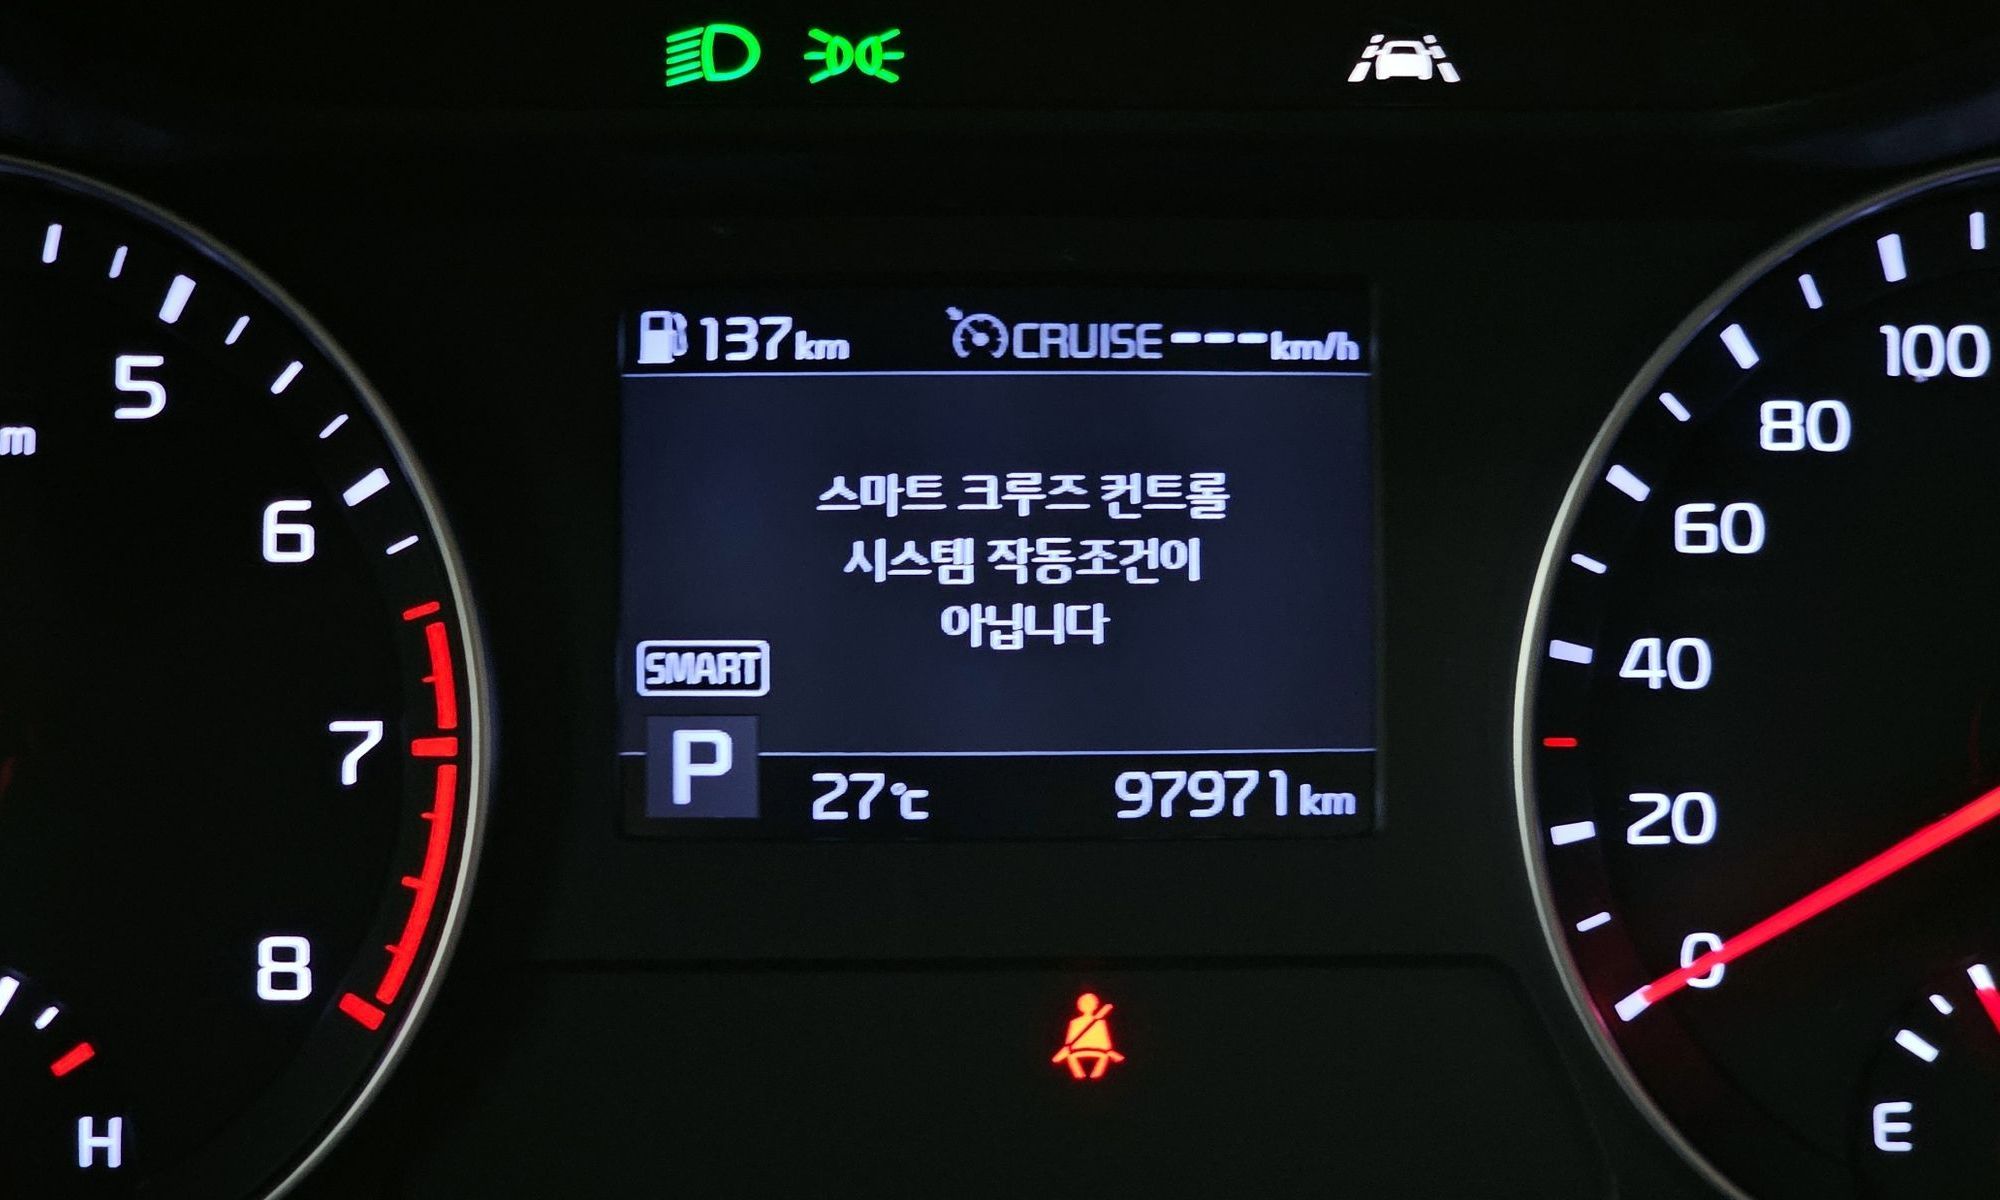 137km CRUISE---km/h
스마트 크루즈 컨트롤
시스템 작동조건이
아닙니다
SMART
P 27℃ 97971km
5
6
7
8
H
m
100
80
60
40
20
0
E